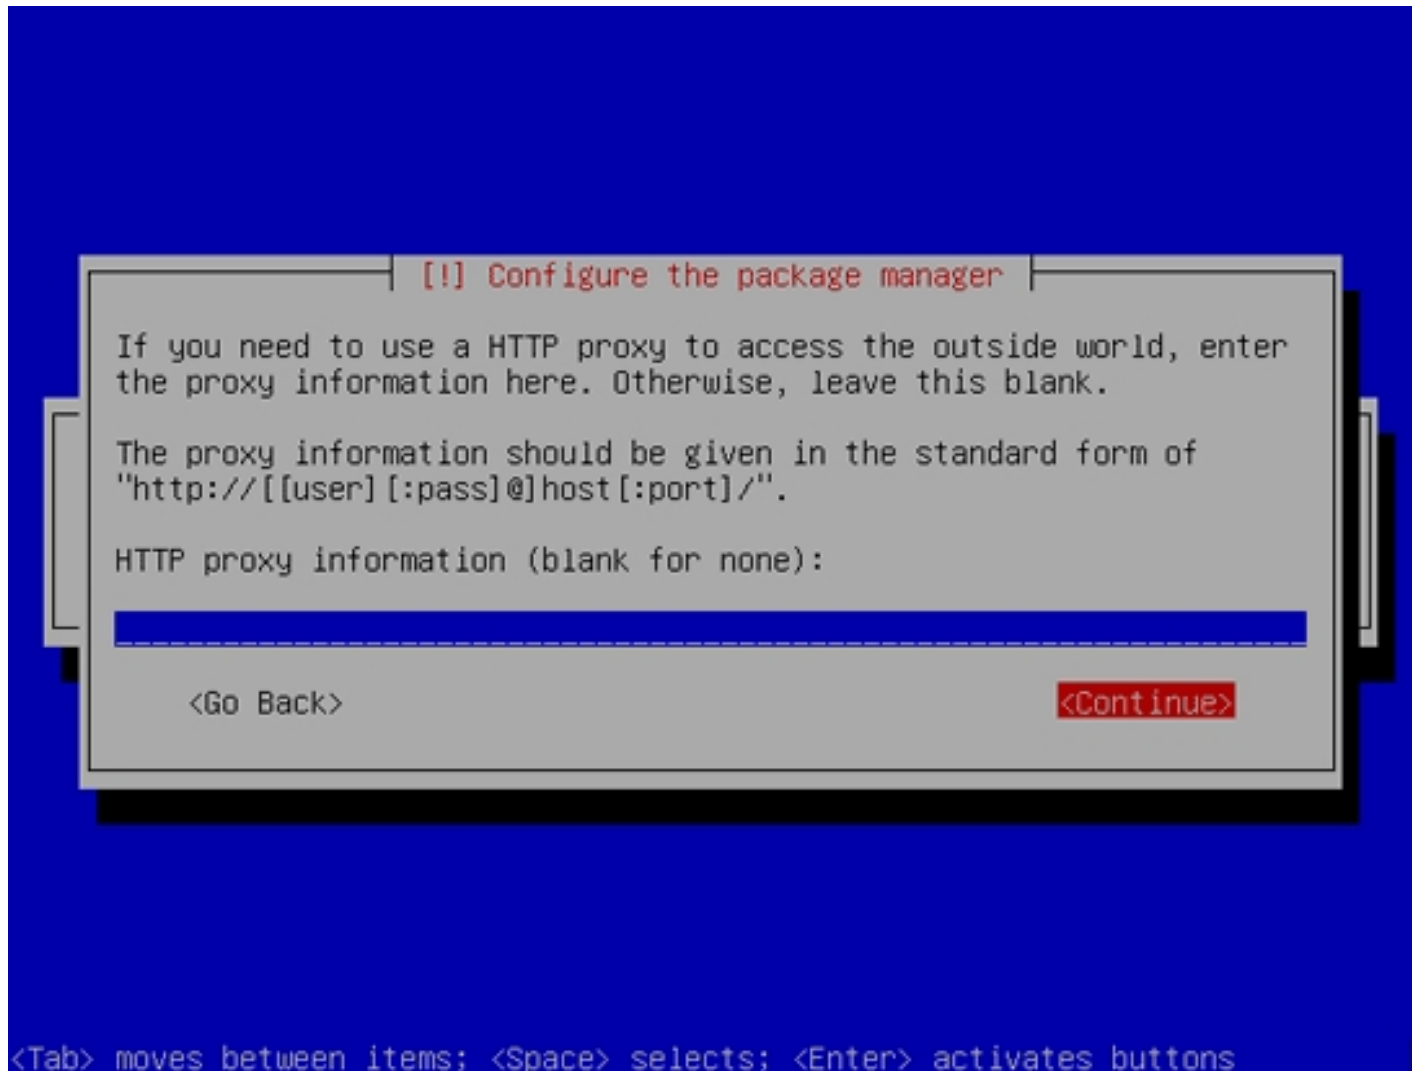 [!] Configure the package manager
If you need to use a HTTP proxy to access the outside world, enter
the proxy information here. Otherwise, leave this blank.
The proxy information should be given in the standard form of
"http://[[user][:pass]@]host[:port]/".
HTTP proxy information (blank for none):
<Go Back> <Continue>
<Tab> moves between items; <Space> selects; <Enter> activates buttons